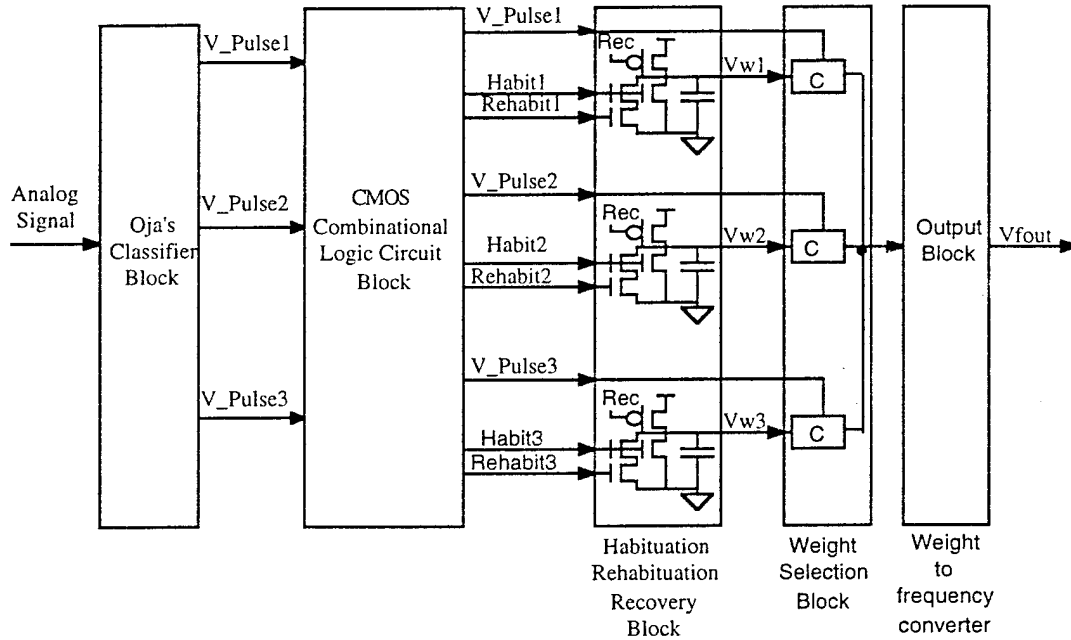 Analog
Signal
Oja's
Classifier
Block
V_Pulse1
V_Pulse2
V_Pulse3
CMOS
Combinational
Logic Circuit
Block
V_Pulse1
Habit1
Rehabit1
V_Pulse2
Habit2
Rehabit2
V_Pulse3
Habit3
Rehabit3
Rec
Rec
Rec
Habituation
Rehabituation
Recovery
Block
Vw1
Vw2
Vw3
C
C
C
Weight
Selection
Block
Output
Block
Weight
to
frequency
converter
Vfout